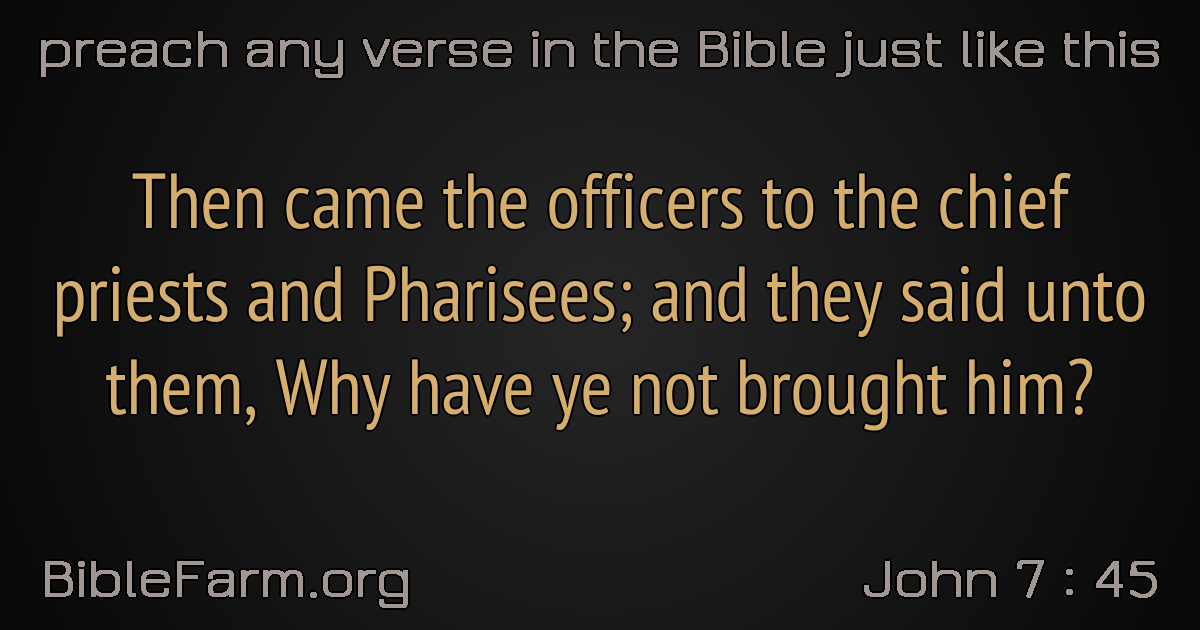 preach any verse in the Bible just like this
Then came the officers to the chief
priests and Pharisees; and they said unto
them, Why have ye not brought him?
BibleFarm.org
John 7 : 45